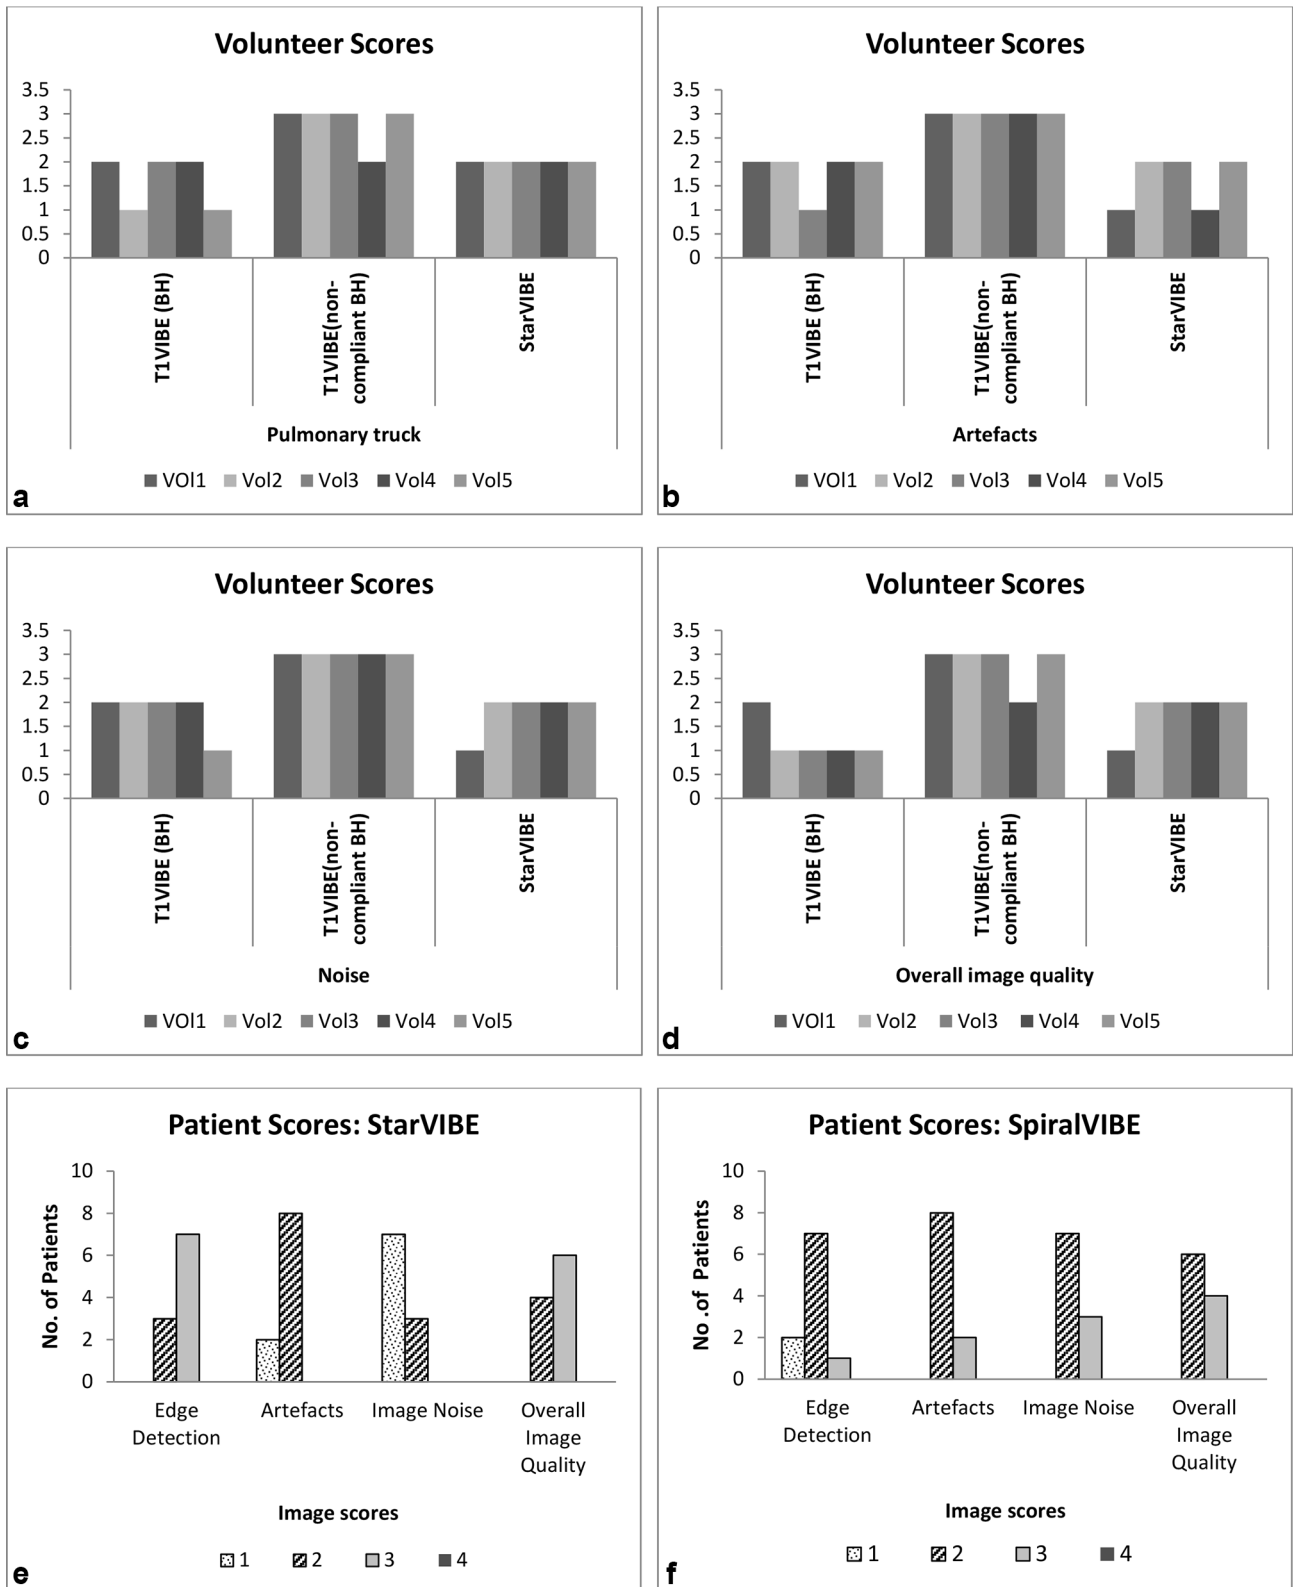 Volunteer Scores
3.5
3
2.5
2
1.5
1
0.5
0
T1VIBE (BH)
T1VIBE(non-
compliant BH)
StarVIBE
Pulmonary truck
VOl1 Vol2 Vol3 Vol4 Vol5
a
Volunteer Scores
3.5
3
2.5
2
1.5
1
0.5
0
T1VIBE (BH)
T1VIBE(non-
compliant BH)
StarVIBE
Artefacts
VOl1 Vol2 Vol3 Vol4 Vol5
b
Volunteer Scores
3.5
3
2.5
2
1.5
1
0.5
0
T1VIBE (BH)
T1VIBE(non-
compliant BH)
StarVIBE
Noise
VOl1 Vol2 Vol3 Vol4 Vol5
c
Volunteer Scores
3.5
3
2.5
2
1.5
1
0.5
0
T1VIBE (BH)
T1VIBE(non-
compliant BH)
StarVIBE
Overall image quality
VOl1 Vol2 Vol3 Vol4 Vol5
d
Patient Scores: StarVIBE
No. of Patients
10
8
6
4
2
0
Edge
Detection
Artefacts
Image Noise
Overall
Image
Quality
Image scores
1 2 3 4
e
Patient Scores: SpiralVIBE
No .of Patients
10
8
6
4
2
0
Edge
Detection
Artefacts
Image Noise
Overall
Image
Quality
Image scores
1 2 3 4
f